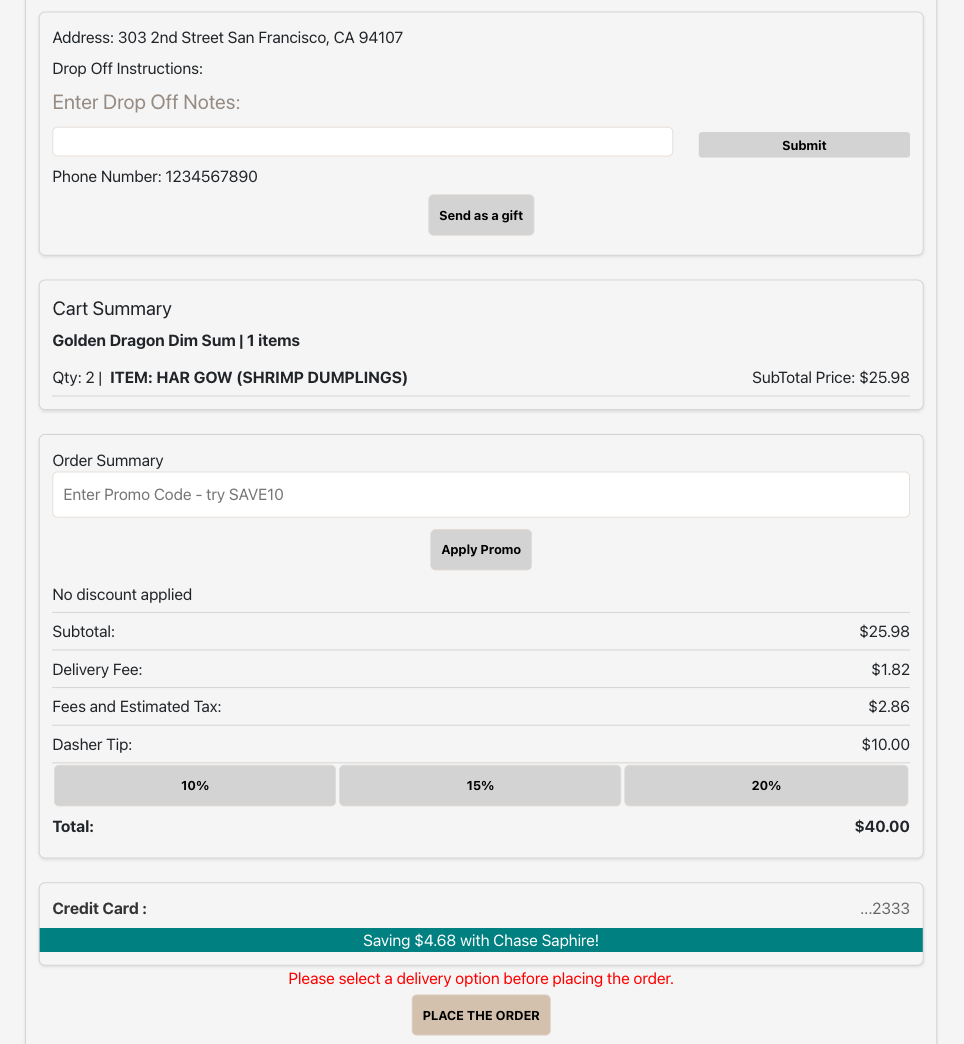 Address: 303 2nd Street San Francisco, CA 94107
Drop Off Instructions:
Enter Drop Off Notes:
Submit
Phone Number: 1234567890
Send as a gift
Cart Summary
Golden Dragon Dim Sum | 1 items
Qty: 2 | ITEM: HAR GOW (SHRIMP DUMPLINGS) SubTotal Price: $25.98
Order Summary
Enter Promo Code - try SAVE10
Apply Promo
No discount applied
Subtotal: $25.98
Delivery Fee: $1.82
Fees and Estimated Tax: $2.86
Dasher Tip: $10.00
10% 15% 20%
Total: $40.00
Credit Card : ...2333
Saving $4.68 with Chase Saphire!
Please select a delivery option before placing the order.
PLACE THE ORDER